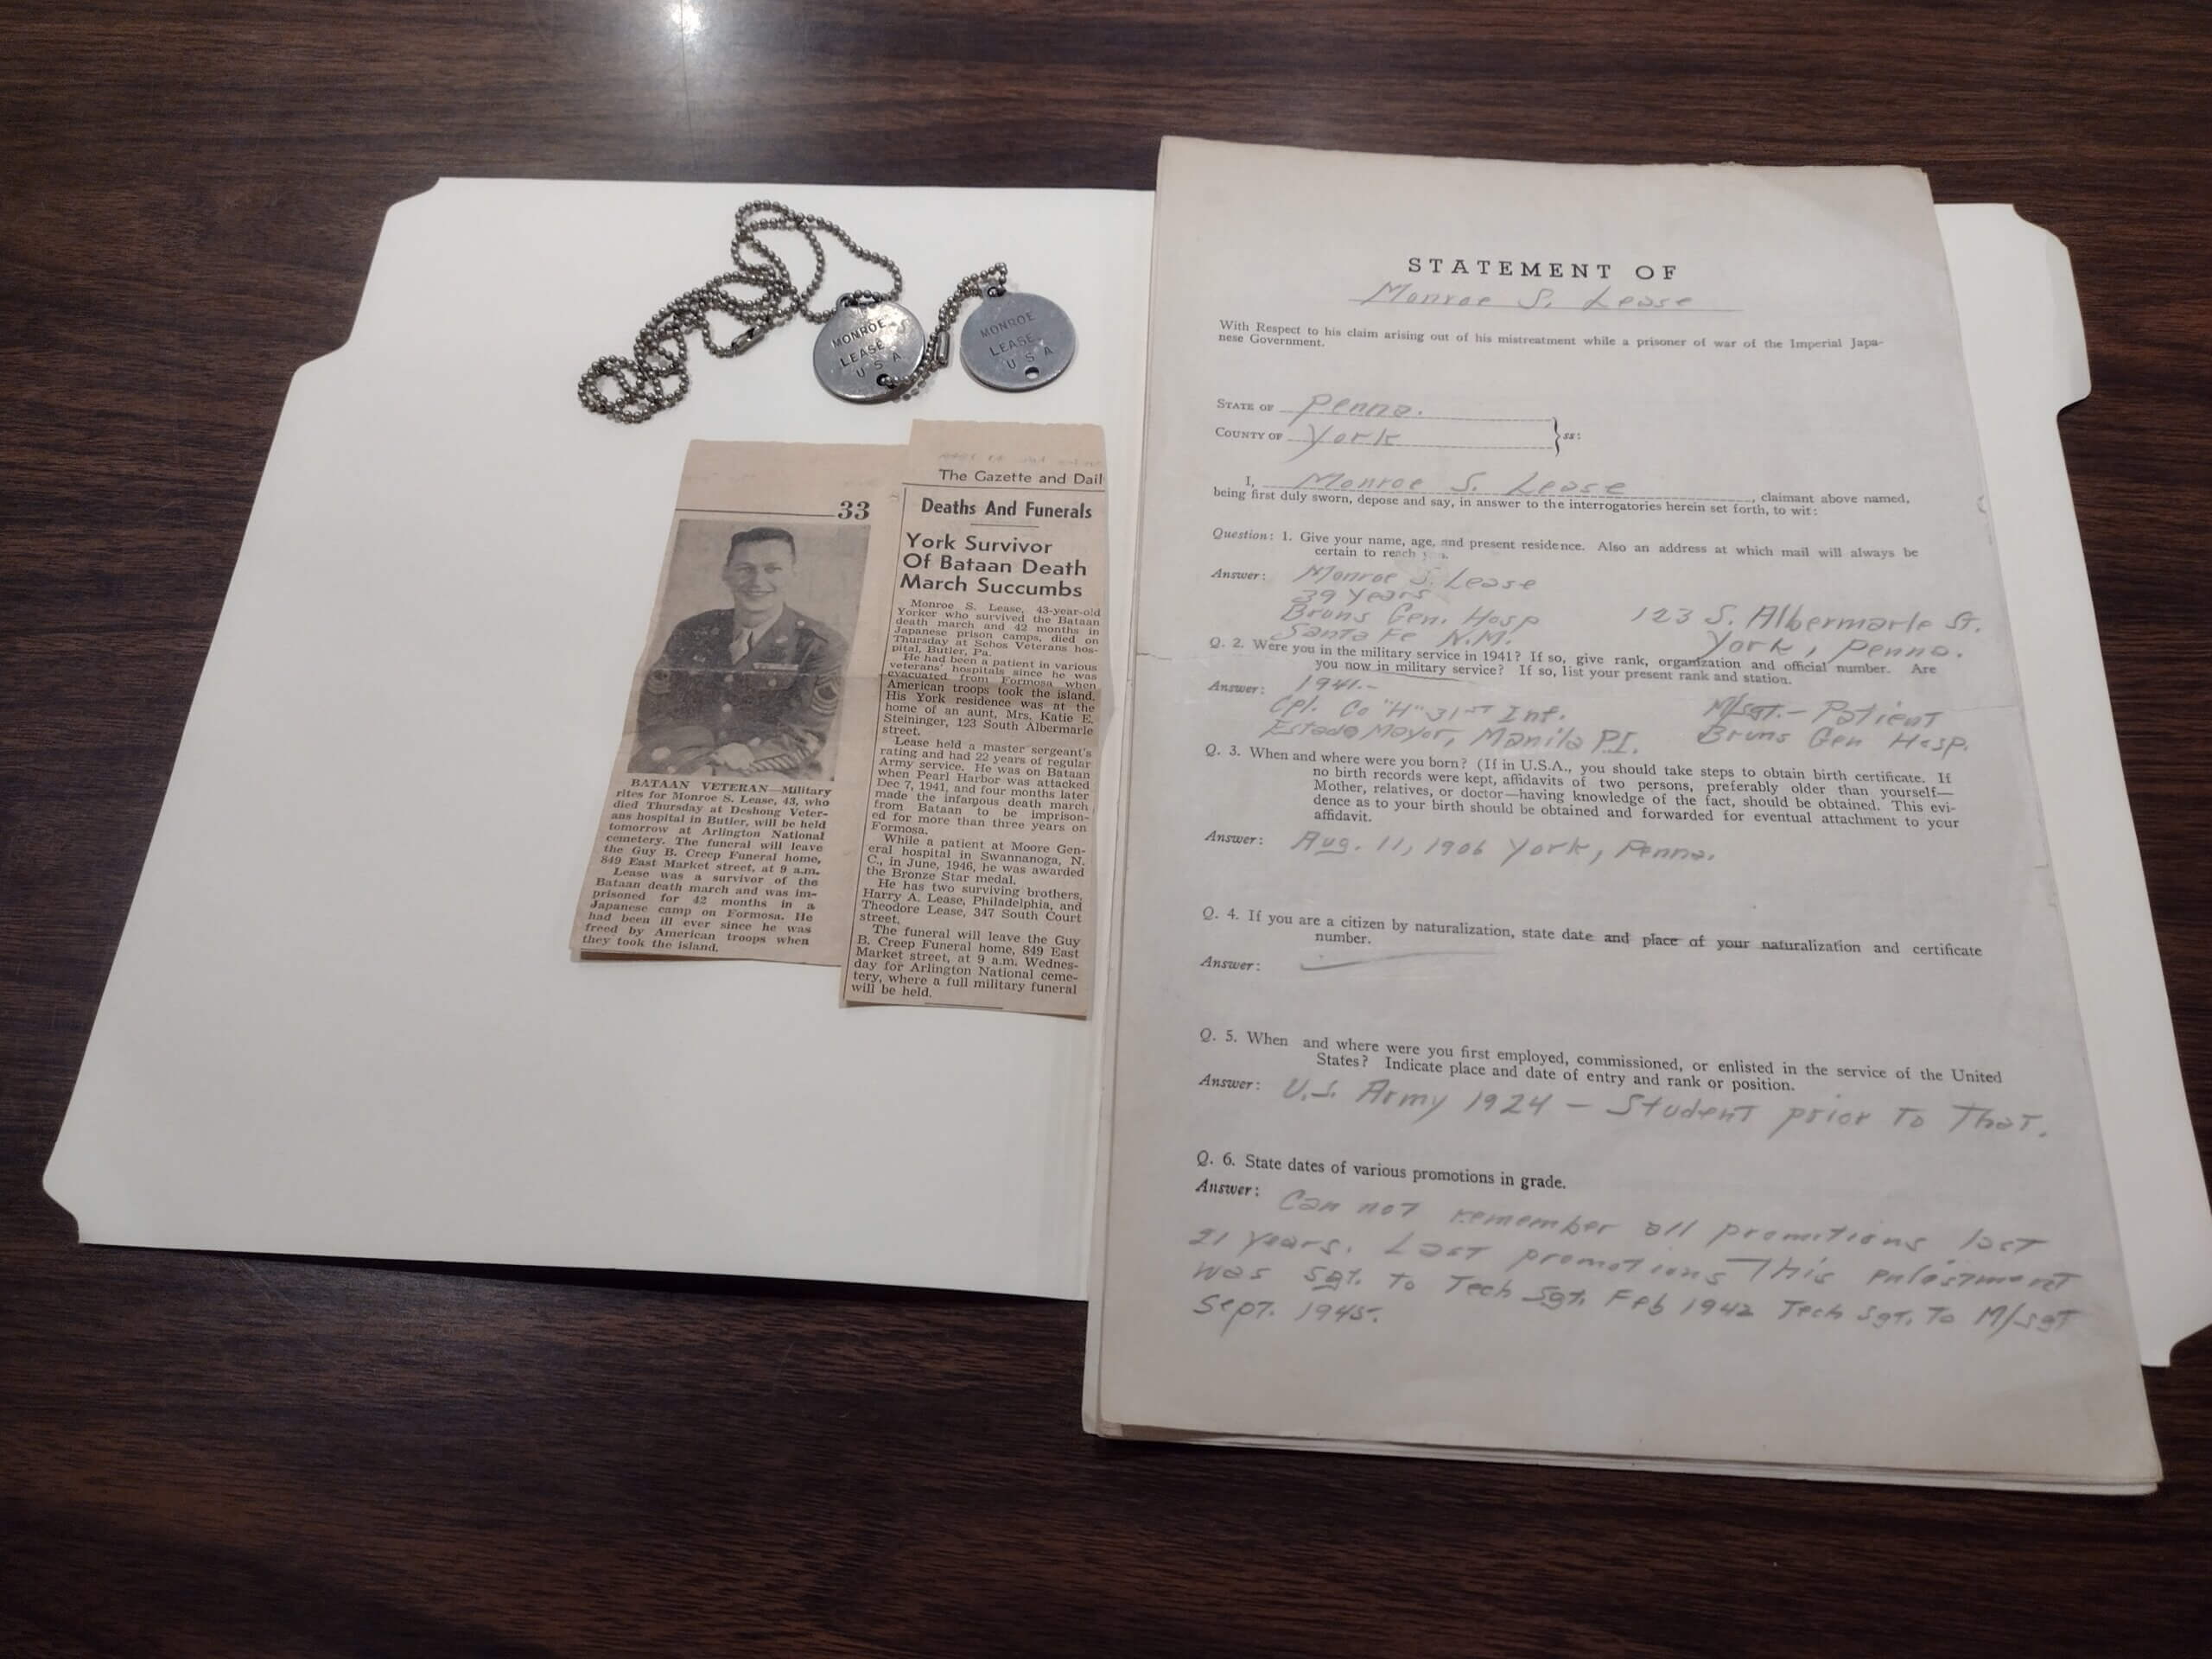 MONROE
LEASE
U S A
MONROE
LEASE
U S A
33
BATAAN VETERAN—Military
rites for Monroe S. Lease, 43, who
died Thursday at Deshong Veter-
ans hospital in Butler, will be held
tomorrow at Arlington National
cemetery. The funeral will leave
the Guy B. Creep Funeral home,
849 East Market street, at 9 a.m.
Lease was a survivor of the
Bataan death march and was im-
prisoned for 42 months in a
Japanese camp on Formosa. He
had been ill ever since he was
freed by American troops when
they took the island.
The Gazette and Dail
Deaths And Funerals
York Survivor
Of Bataan Death
March Succumbs
Monroe S. Lease, 43-year-old
Yorker who survived the Bataan
death march and 42 months in
Japanese prison camps, died on
Thursday at Sehos Veterans hos-
pital, Butler, Pa.
He had been a patient in various
veterans' hospitals since he was
evacuated from Formosa when
American troops took the island.
His York residence was at the
home of an aunt, Mrs. Katie E.
Steininger, 123 South Albermarle
street.
Lease held a master sergeant's
rating and had 22 years of regular
Army service. He was on Bataan
when Pearl Harbor was attacked
Dec 7, 1941, and four months later
made the infamous death march
from Bataan to be imprison-
ed for more than three years on
Formosa.
While a patient at Moore Gen-
eral hospital in Swannanoga, N.
C., in June, 1946, he was awarded
the Bronze Star medal.
He has two surviving brothers,
Harry A. Lease, Philadelphia, and
Theodore Lease, 347 South Court
street.
The funeral will leave the Guy
B. Creep Funeral home, 849 East
Market street, at 9 a.m. Wednes-
day for Arlington National ceme-
tery, where a full military funeral
will be held.
STATEMENT OF
Monroe S. Lease
With Respect to his claim arising out of his mistreatment while a prisoner of war of the Imperial Japa-
nese Government.
STATE OF Penna.
COUNTY OF York
ss:
I, Monroe S. Lease, claimant above named,
being first duly sworn, depose and say, in answer to the interrogatories herein set forth, to wit:
Question: 1. Give your name, age, and present residence. Also an address at which mail will always be
certain to reach
Answer: Monroe S. Lease
39 Years
Bruns Gen. Hosp 123 S. Albermarle St.
Santa Fe N.M. York, Penna.
Q. 2. Were you in the military service in 1941? If so, give rank, organization and official number. Are
you now in military service? If so, list your present rank and station.
Answer: 1941.-
Cpl. Co "H" 31st Inf. M/sgt.- Patient
Estado Mayor, Manila P.I. Bruns Gen Hosp.
Q. 3. When and where were you born? (If in U.S.A., you should take steps to obtain birth certificate. If
no birth records were kept, affidavits of two persons, preferably older than yourself—
Mother, relatives, or doctor—having knowledge of the fact, should be obtained. This evi-
dence as to your birth should be obtained and forwarded for eventual attachment to your
affidavit.
Answer: Aug. 11, 1906 York, Penna.
Q. 4. If you are a citizen by naturalization, state date and place of your naturalization and certificate
number.
Answer:
Q. 5. When and where were you first employed, commissioned, or enlisted in the service of the United
States? Indicate place and date of entry and rank or position.
Answer: U.S. Army 1924 - Student prior to that.
Q. 6. State dates of various promotions in grade.
Answer: Can not remember all promotions last
21 years. Last promotions this enlistment
was Sgt. to Tech Sgt. Feb 1942 Tech Sgt. to M/sgt
Sept. 1945.